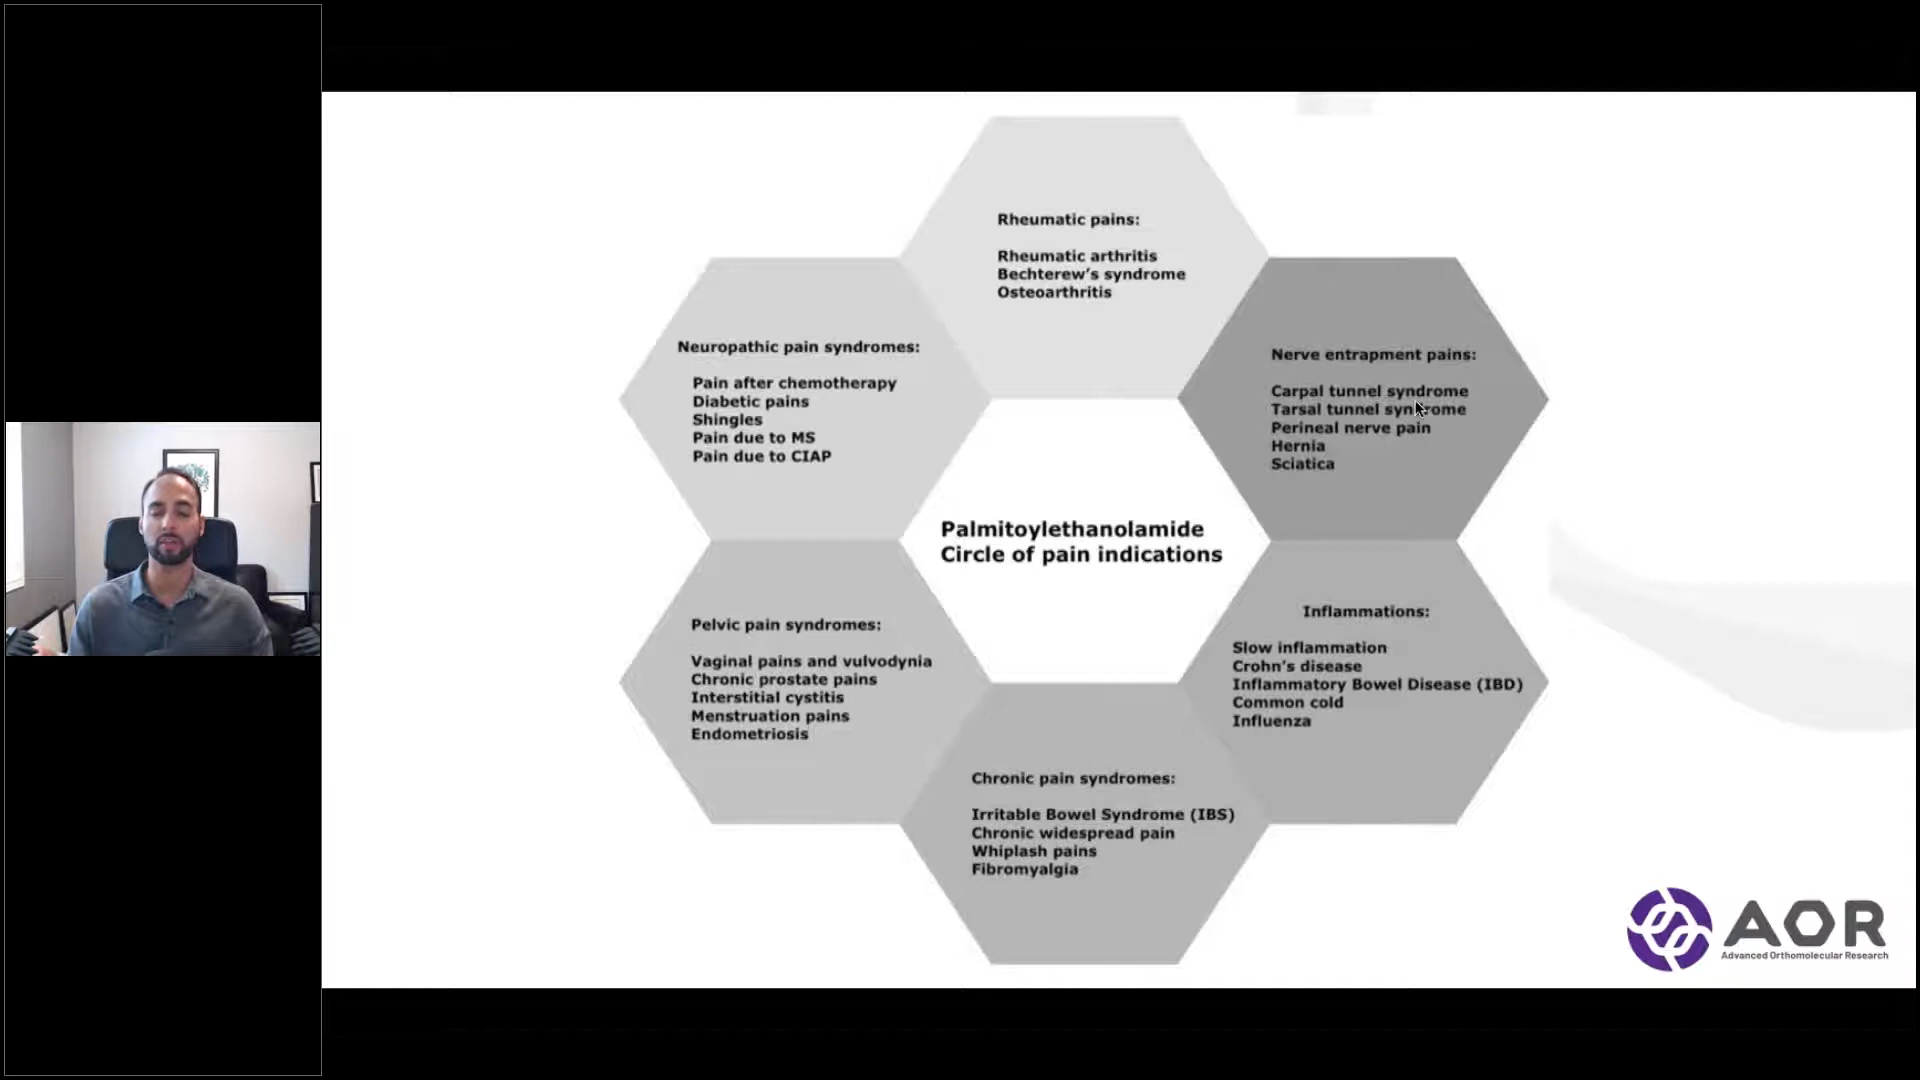 Rheumatic pains:
Rheumatic arthritis
Bechterew's syndrome
Osteoarthritis
Neuropathic pain syndromes:
Pain after chemotherapy
Diabetic pains
Shingles
Pain due to MS
Pain due to CIAP
Nerve entrapment pains:
Carpal tunnel syndrome
Tarsal tunnel syndrome
Perineal nerve pain
Hernia
Sciatica
Palmitoylethanolamide
Circle of pain indications
Pelvic pain syndromes:
Vaginal pains and vulvodynia
Chronic prostate pains
Interstitial cystitis
Menstruation pains
Endometriosis
Inflammations:
Slow inflammation
Crohn's disease
Inflammatory Bowel Disease (IBD)
Common cold
Influenza
Chronic pain syndromes:
Irritable Bowel Syndrome (IBS)
Chronic widespread pain
Whiplash pains
Fibromyalgia
AOR
Advanced Orthomolecular Research